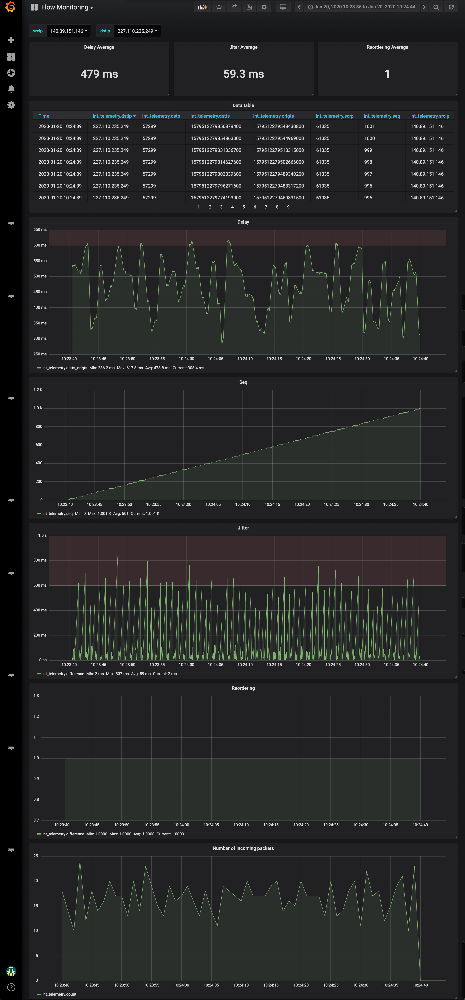 Flow Monitoring
Jan 20, 2020 10:23:36 to Jan 20, 2020 10:24:44
srcip 140.89.151.146 dstip 227.110.235.249
Delay Average Jiter Average Reordering Average
479 ms 59.3 ms 1
Data table
Time int_telemetry.dstip int_telemetry.dstp int_telemetry.dstts int_telemetry.origts int_telemetry.scrp int_telemetry.seq int_telemetry.srcip
2020-01-20 10:24:39 227.110.235.249 57299 1579512279856879400 1579512279548430800 61035 1001 140.89.151.146
2020-01-20 10:24:39 227.110.235.249 57299 1579512279854863000 1579512279544969000 61035 1000 140.89.151.146
2020-01-20 10:24:39 227.110.235.249 57299 1579512279831036700 1579512279518315000 61035 999 140.89.151.146
2020-01-20 10:24:39 227.110.235.249 57299 1579512279814627600 1579512279502666000 61035 998 140.89.151.146
2020-01-20 10:24:39 227.110.235.249 57299 1579512279802339600 1579512279489340200 61035 997 140.89.151.146
2020-01-20 10:24:39 227.110.235.249 57299 1579512279796271600 1579512279483317200 61035 996 140.89.151.146
2020-01-20 10:24:39 227.110.235.249 57299 1579512279774193000 1579512279460831500 61035 995 140.89.151.146
1 2 3 4 5 6 7 8 9
Delay
650 ms
600 ms
550 ms
500 ms
450 ms
400 ms
350 ms
300 ms
250 ms
10:23:40 10:23:45 10:23:50 10:23:55 10:24:00 10:24:05 10:24:10 10:24:15 10:24:20 10:24:25 10:24:30 10:24:35 10:24:40
int_telemetry.dstts_origts Min: 286.2 ms Max: 617.8 ms Avg: 478.8 ms Current: 308.4 ms
Seq
1.2 K
1.0 K
800
600
400
200
0
10:23:40 10:23:45 10:23:50 10:23:55 10:24:00 10:24:05 10:24:10 10:24:15 10:24:20 10:24:25 10:24:30 10:24:35 10:24:40
int_telemetry.seq Min: 0 Max: 1.001 K Avg: 501 Current: 1.001 K
Jitter
1.0 s
800 ms
600 ms
400 ms
200 ms
0 ns
10:23:40 10:23:45 10:23:50 10:23:55 10:24:00 10:24:05 10:24:10 10:24:15 10:24:20 10:24:25 10:24:30 10:24:35 10:24:40
int_telemetry.difference Min: 2 ms Max: 837 ms Avg: 59 ms Current: 2 ms
Reordering
1.3
1.2
1.1
1.0
0.9
0.8
0.7
10:23:40 10:23:45 10:23:50 10:23:55 10:24:00 10:24:05 10:24:10 10:24:15 10:24:20 10:24:25 10:24:30 10:24:35 10:24:40
int_telemetry.difference Min: 1.0000 Max: 1.0000 Avg: 1.0000 Current: 1.0000
Number of incoming packets
25
20
15
10
5
0
10:23:40 10:23:45 10:23:50 10:23:55 10:24:00 10:24:05 10:24:10 10:24:15 10:24:20 10:24:25 10:24:30 10:24:35 10:24:40
int_telemetry.count